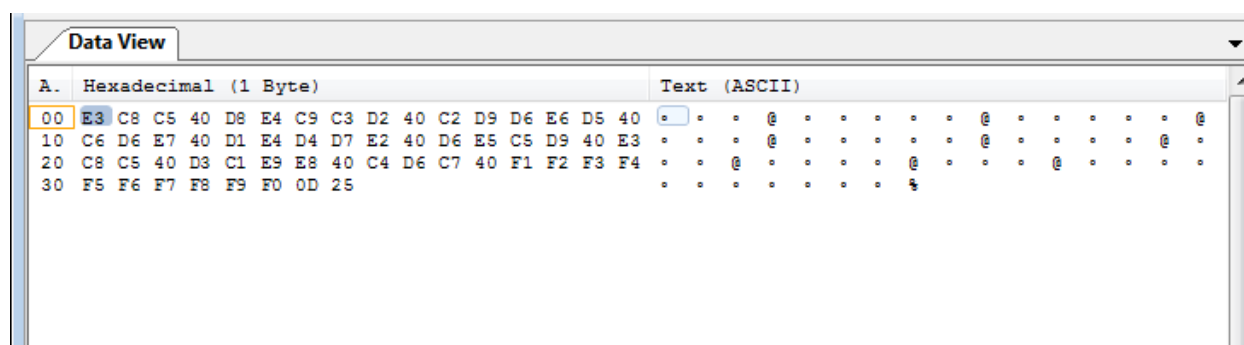 Data View
A. Hexadecimal (1 Byte) Text (ASCII)
00 E3 C8 C5 40 D8 E4 C9 C3 D2 40 C2 D9 D6 E6 D5 40 ▫ ▫ ▫ @ ▫ ▫ ▫ ▫ ▫ @ ▫ ▫ ▫ ▫ ▫ @
10 C6 D6 E7 40 D1 E4 D4 D7 E2 40 D6 E5 C5 D9 40 E3 ▫ ▫ ▫ @ ▫ ▫ ▫ ▫ ▫ @ ▫ ▫ ▫ ▫ @ ▫
20 C8 C5 40 D3 C1 E9 E8 40 C4 D6 C7 40 F1 F2 F3 F4 ▫ ▫ @ ▫ ▫ ▫ ▫ @ ▫ ▫ ▫ @ ▫ ▫ ▫ ▫
30 F5 F6 F7 F8 F9 F0 0D 25 ▫ ▫ ▫ ▫ ▫ ▫ ▫ %